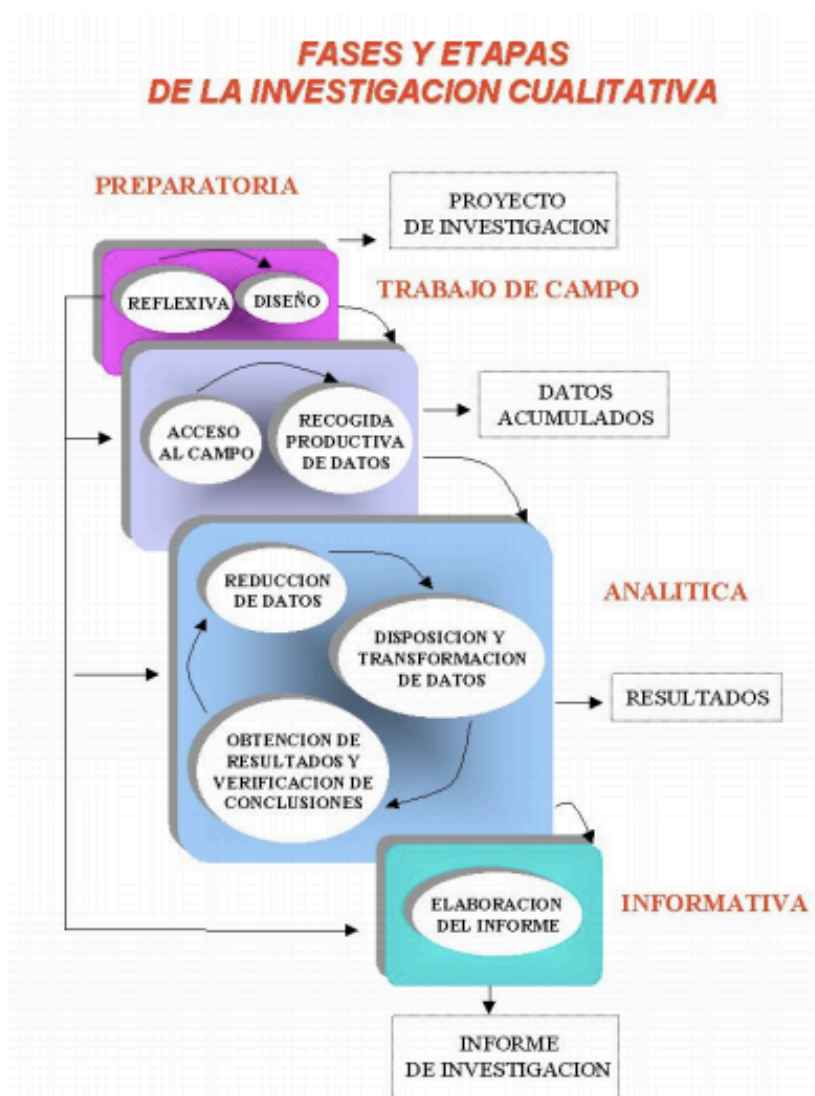 FASES Y ETAPAS
DE LA INVESTIGACION CUALITATIVA
PREPARATORIA
PROYECTO
DE INVESTIGACION
REFLEXIVA
DISEÑO
TRABAJO DE CAMPO
ACCESO
AL CAMPO
RECOGIDA
PRODUCTIVA
DE DATOS
DATOS
ACUMULADOS
REDUCCION
DE DATOS
ANALITICA
DISPOSICION Y
TRANSFORMACION
DE DATOS
RESULTADOS
OBTENCION DE
RESULTADOS Y
VERIFICACION DE
CONCLUSIONES
ELABORACION
DEL INFORME
INFORMATIVA
INFORME
DE INVESTIGACION